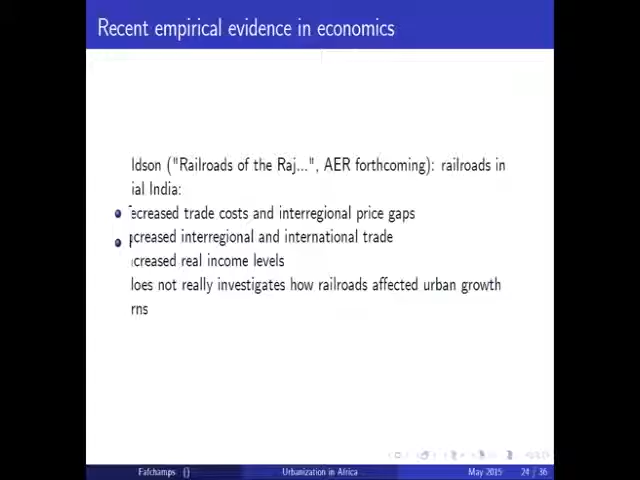 Recent empirical evidence in economics
ldson ("Railroads of the Raj...", AER forthcoming): railroads in
ial India:
ecreased trade costs and interregional price gaps
creased interregional and international trade
creased real income levels
loes not really investigates how railroads affected urban growth
rns
Fafchamps () Urbanization in Africa May 2015 24 / 36